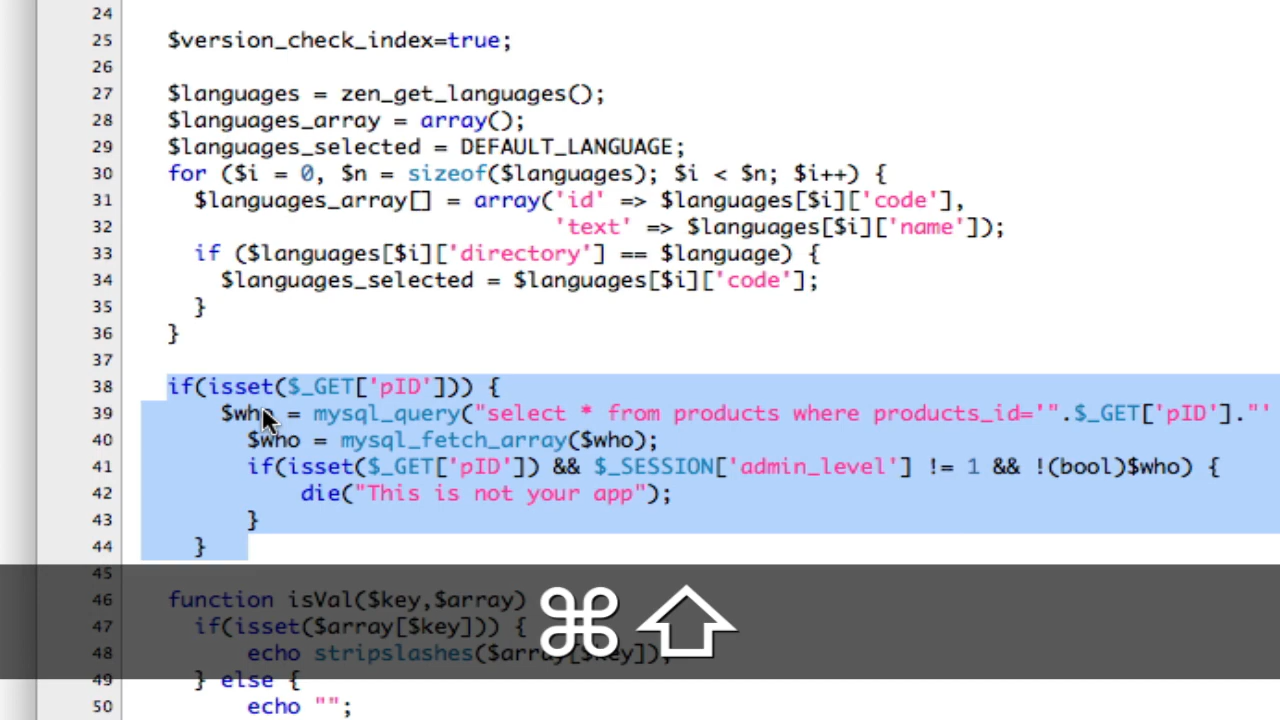 24
25 $version_check_index=true;
26
27 $languages = zen_get_languages();
28 $languages_array = array();
29 $languages_selected = DEFAULT_LANGUAGE;
30 for ($i = 0, $n = sizeof($languages); $i < $n; $i++) {
31 $languages_array[] = array('id' => $languages[$i]['code'],
32 'text' => $languages[$i]['name']);
33 if ($languages[$i]['directory'] == $language) {
34 $languages_selected = $languages[$i]['code'];
35 }
36 }
37
38 if(isset($_GET['pID'])) {
39 $who = mysql_query("select * from products where products_id='".$_GET['pID']."'
40 $who = mysql_fetch_array($who);
41 if(isset($_GET['pID']) && $_SESSION['admin_level'] != 1 && !(bool)$who) {
42 die("This is not your app");
43 }
44 }
45
46 function isVal($key,$array)
47 if(isset($array[$key])) {
48 echo stripslashes($array[$key]);
49 } else {
50 echo "";
⌘⇧